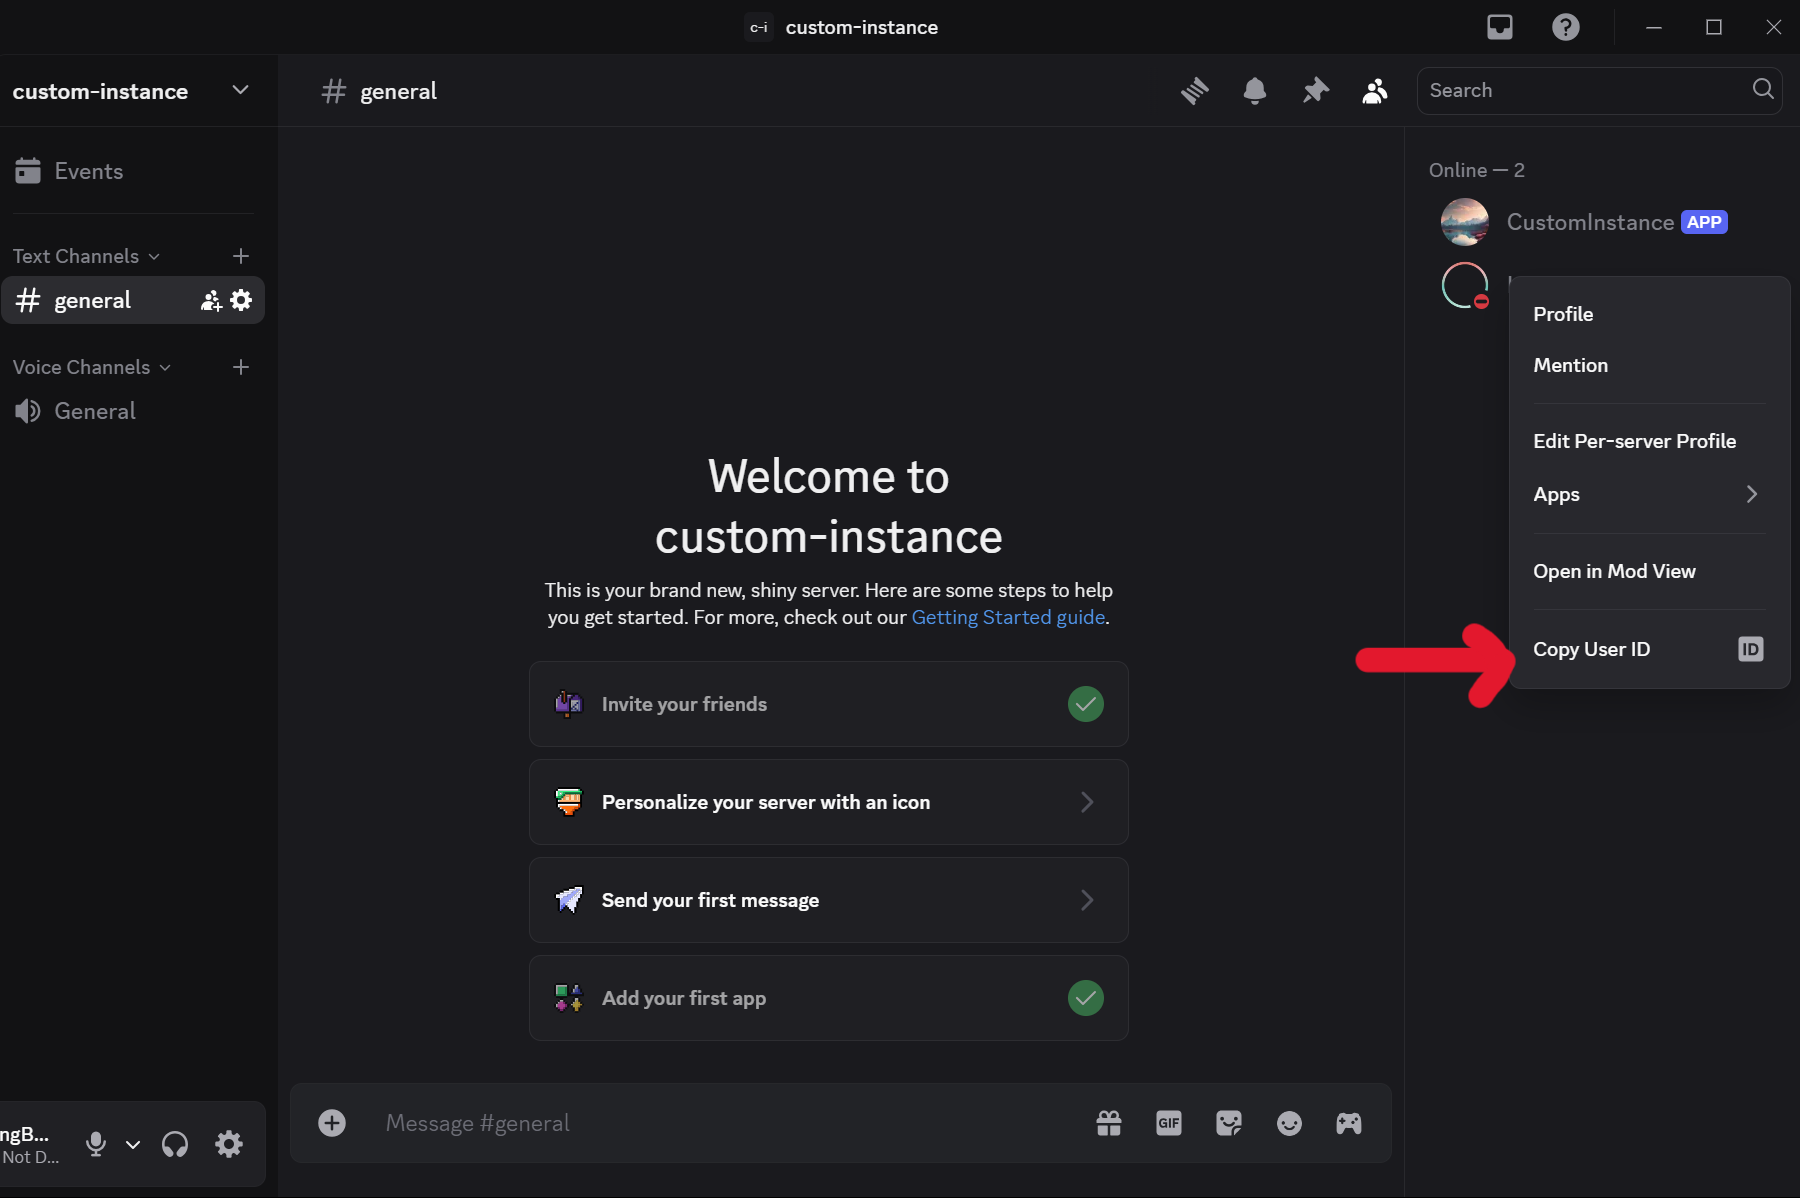 c-i custom-instance
custom-instance
Events
Text Channels
general
Voice Channels
General
ngB...
Not D...
general
Search
Welcome to
custom-instance
This is your brand new, shiny server. Here are some steps to help
you get started. For more, check out our Getting Started guide.
Invite your friends
Personalize your server with an icon
Send your first message
Add your first app
Message #general
GIF
Online — 2
CustomInstance APP
Profile
Mention
Edit Per-server Profile
Apps
Open in Mod View
Copy User ID ID